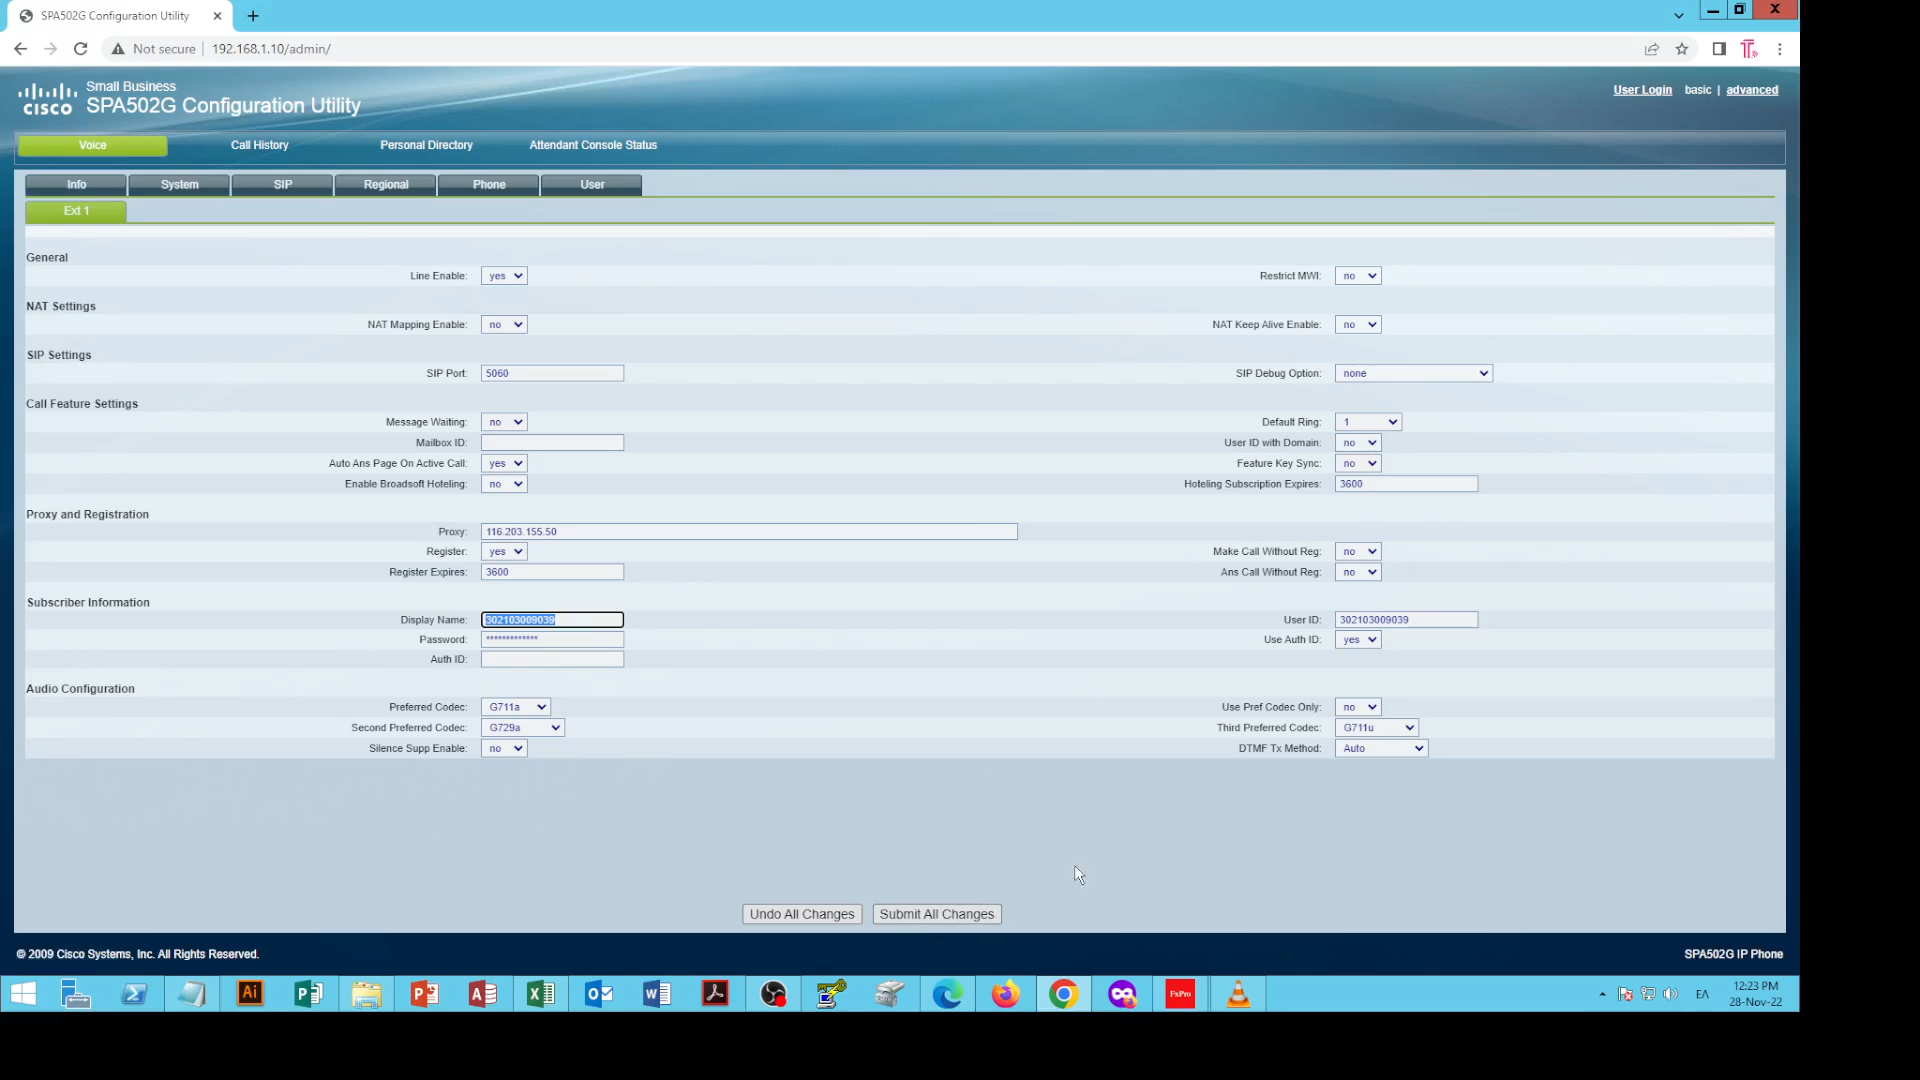 SPA502G Configuration Utility
Not secure 192.168.1.10/admin/
Small Business
CISCO SPA502G Configuration Utility
User Login basic | advanced
Voice Call History Personal Directory Attendant Console Status
Info System SIP Regional Phone User
Ext 1
General
Line Enable: yes Restrict MWI: no
NAT Settings
NAT Mapping Enable: no NAT Keep Alive Enable: no
SIP Settings
SIP Port: 5060 SIP Debug Option: none
Call Feature Settings
Message Waiting: no Default Ring: 1
Mailbox ID: User ID with Domain: no
Auto Ans Page On Active Call: yes Feature Key Sync: no
Enable Broadsoft Hoteling: no Hoteling Subscription Expires: 3600
Proxy and Registration
Proxy: 116.203.155.50
Register: yes Make Call Without Reg: no
Register Expires: 3600 Ans Call Without Reg: no
Subscriber Information
Display Name: 302103009039 User ID: 302103009039
Password: ************* Use Auth ID: yes
Auth ID:
Audio Configuration
Preferred Codec: G711a Use Pref Codec Only: no
Second Preferred Codec: G729a Third Preferred Codec: G711u
Silence Supp Enable: no DTMF Tx Method: Auto
Undo All Changes Submit All Changes
© 2009 Cisco Systems, Inc. All Rights Reserved. SPA502G IP Phone
Ai FxPro ΕΛ 12:23 PM
28-Nov-22